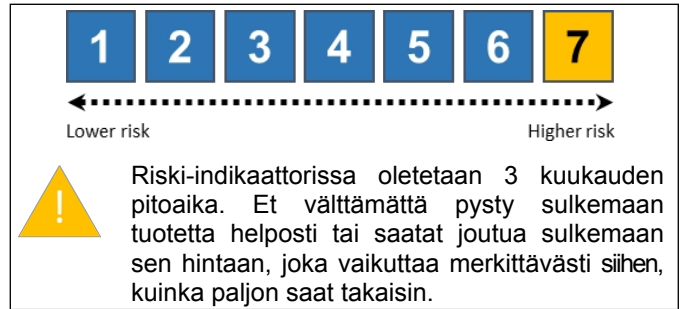 1 2 3 4 5 6 7
Lower risk Higher risk
! Riski-indikaattorissa oletetaan 3 kuukauden
pitoaika. Et välttämättä pysty sulkemaan
tuotetta helposti tai saatat joutua sulkemaan
sen hintaan, joka vaikuttaa merkittävästi siihen,
kuinka paljon saat takaisin.